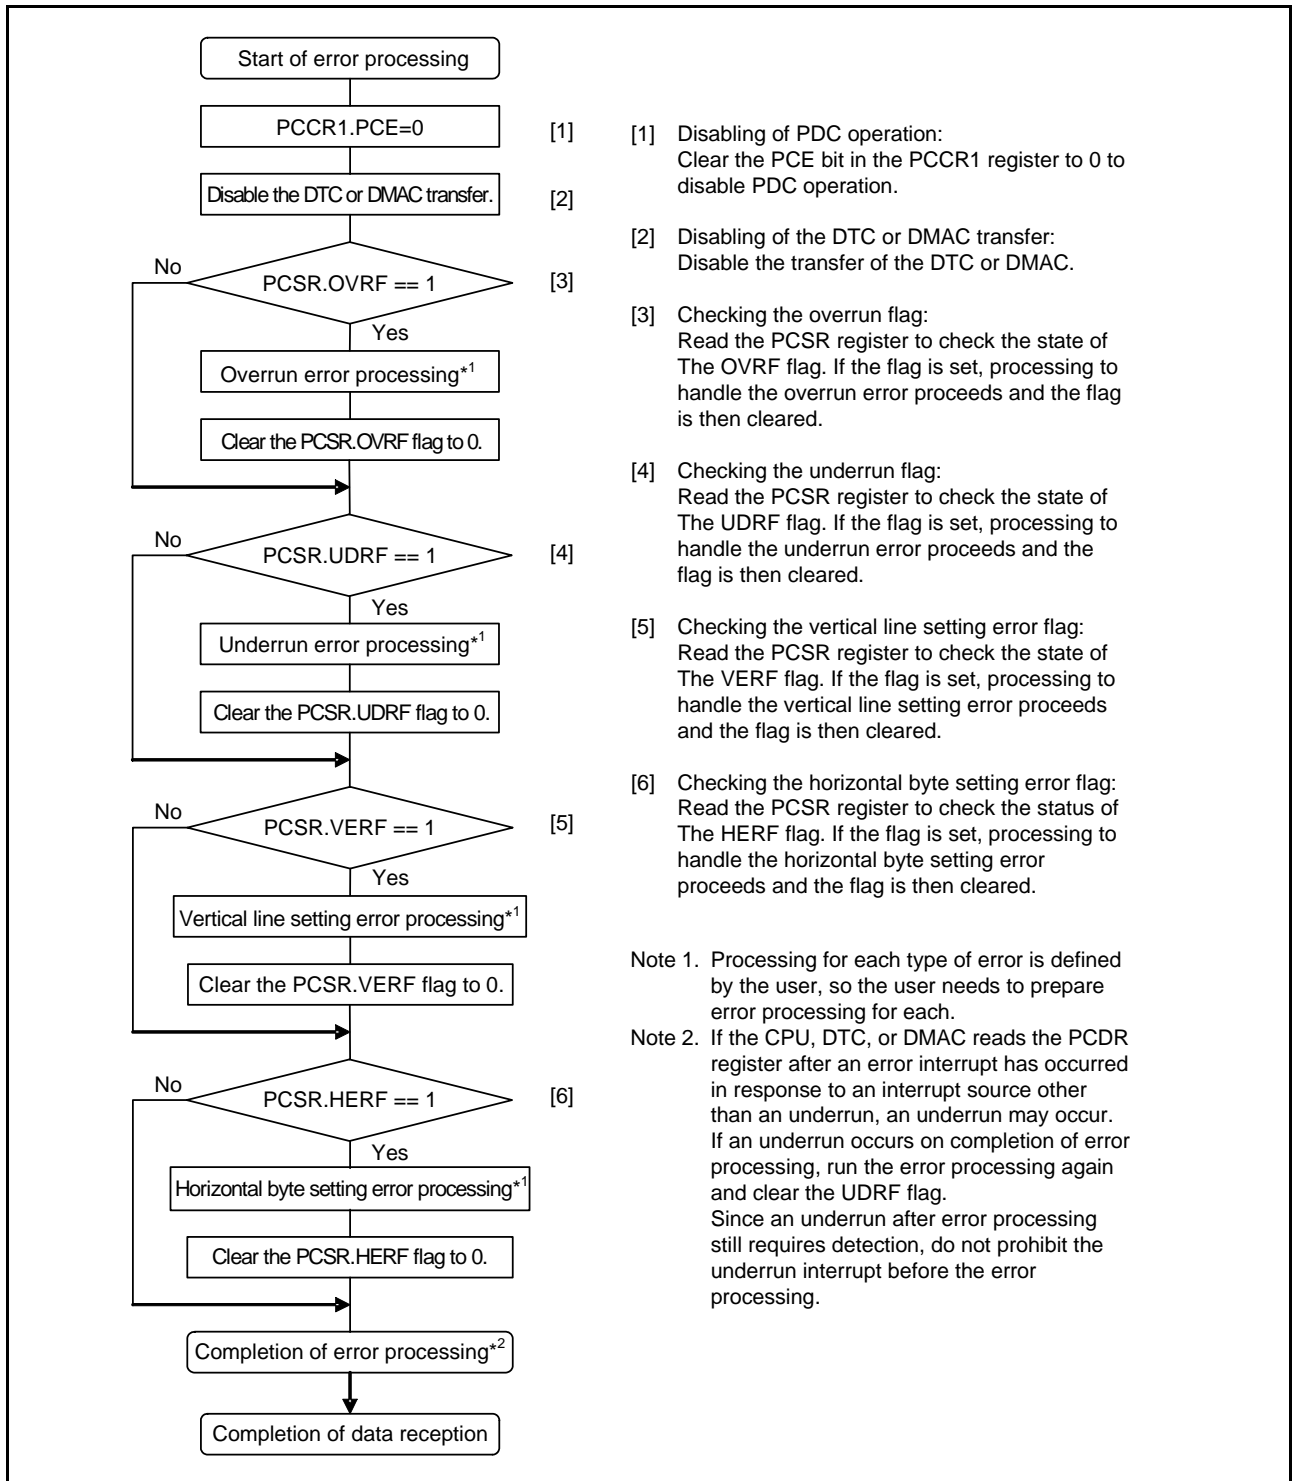 Start of error processing
PCCR1.PCE=0
[1]
Disable the DTC or DMAC transfer.
[2]
No
PCSR.OVRF == 1
[3]
Yes
Overrun error processing*1
Clear the PCSR.OVRF flag to 0.
No
PCSR.UDRF == 1
[4]
Yes
Underrun error processing*1
Clear the PCSR.UDRF flag to 0.
No
PCSR.VERF == 1
[5]
Yes
Vertical line setting error processing*1
Clear the PCSR.VERF flag to 0.
No
PCSR.HERF == 1
[6]
Yes
Horizontal byte setting error processing*1
Clear the PCSR.HERF flag to 0.
Completion of error processing*2
Completion of data reception
[1] Disabling of PDC operation:
Clear the PCE bit in the PCCR1 register to 0 to
disable PDC operation.
[2] Disabling of the DTC or DMAC transfer:
Disable the transfer of the DTC or DMAC.
[3] Checking the overrun flag:
Read the PCSR register to check the state of
The OVRF flag. If the flag is set, processing to
handle the overrun error proceeds and the flag
is then cleared.
[4] Checking the underrun flag:
Read the PCSR register to check the state of
The UDRF flag. If the flag is set, processing to
handle the underrun error proceeds and the
flag is then cleared.
[5] Checking the vertical line setting error flag:
Read the PCSR register to check the state of
The VERF flag. If the flag is set, processing to
handle the vertical line setting error proceeds
and the flag is then cleared.
[6] Checking the horizontal byte setting error flag:
Read the PCSR register to check the status of
The HERF flag. If the flag is set, processing to
handle the horizontal byte setting error
proceeds and the flag is then cleared.
Note 1. Processing for each type of error is defined
by the user, so the user needs to prepare
error processing for each.
Note 2. If the CPU, DTC, or DMAC reads the PCDR
register after an error interrupt has occurred
in response to an interrupt source other
than an underrun, an underrun may occur.
If an underrun occurs on completion of error
processing, run the error processing again
and clear the UDRF flag.
Since an underrun after error processing
still requires detection, do not prohibit the
underrun interrupt before the error
processing.